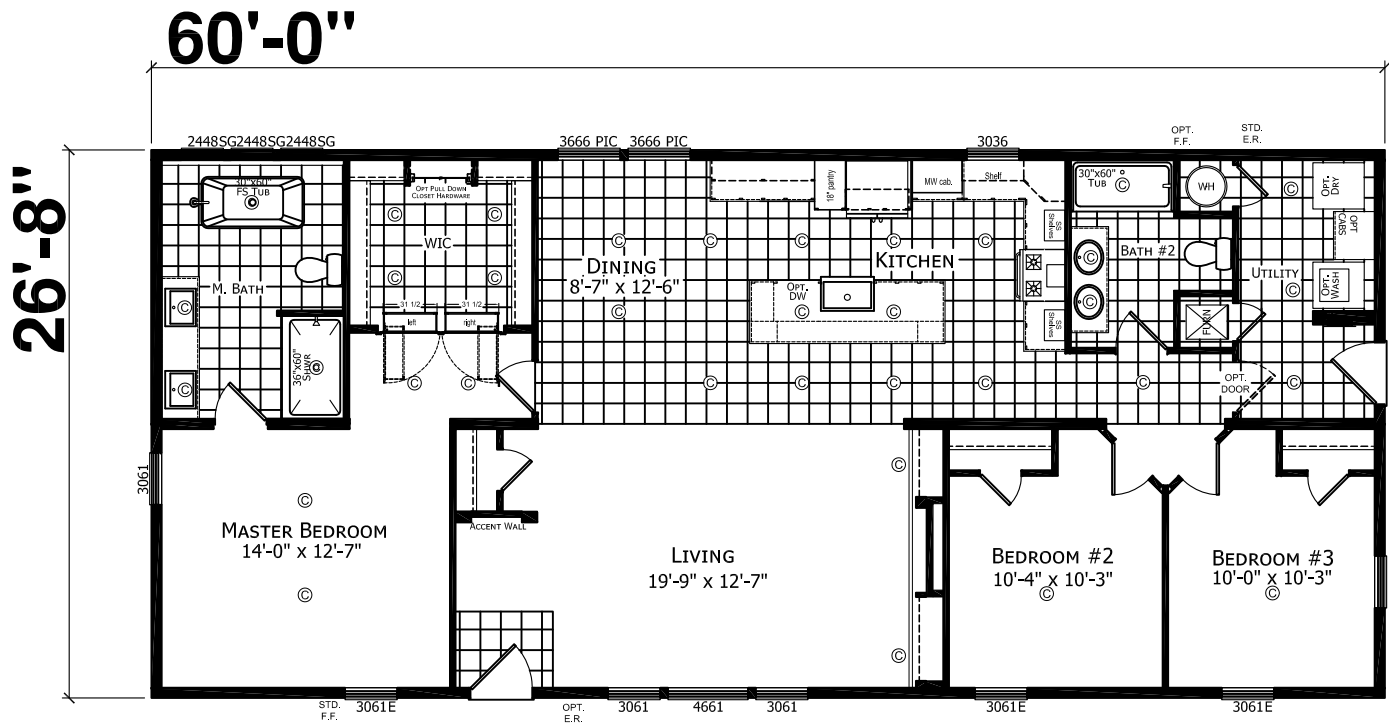 60'-0"
26'-8"
2448SG2448SG2448SG
3666 PIC 3666 PIC
3036
OPT.
F.F.
STD.
E.R.
30"x60"
FS TUB
OPT PULL DOWN
CLOSET HARDWARE
WIC
18" pantry
MW cab.
Shelf
30"x60"
TUB
WH
OPT.
DRY
OPT
CABS
OPT.
WASH
SS
Shelves
SS
Shelves
DINING
8'-7" x 12'-6"
KITCHEN
OPT.
DW
BATH #2
UTILITY
FURN
M. BATH
36"x60"
SHWR
31 1/2
31 1/2
left
right
OPT.
DOOR
© © © © © © © © © © © © © © © © © © © © © © © © © © © © ©
3061
MASTER BEDROOM
14'-0" x 12'-7"
ACCENT WALL
LIVING
19'-9" x 12'-7"
BEDROOM #2
10'-4" x 10'-3"
BEDROOM #3
10'-0" x 10'-3"
STD.
F.F.
3061E
OPT.
E.R.
3061
4661
3061
3061E
3061E